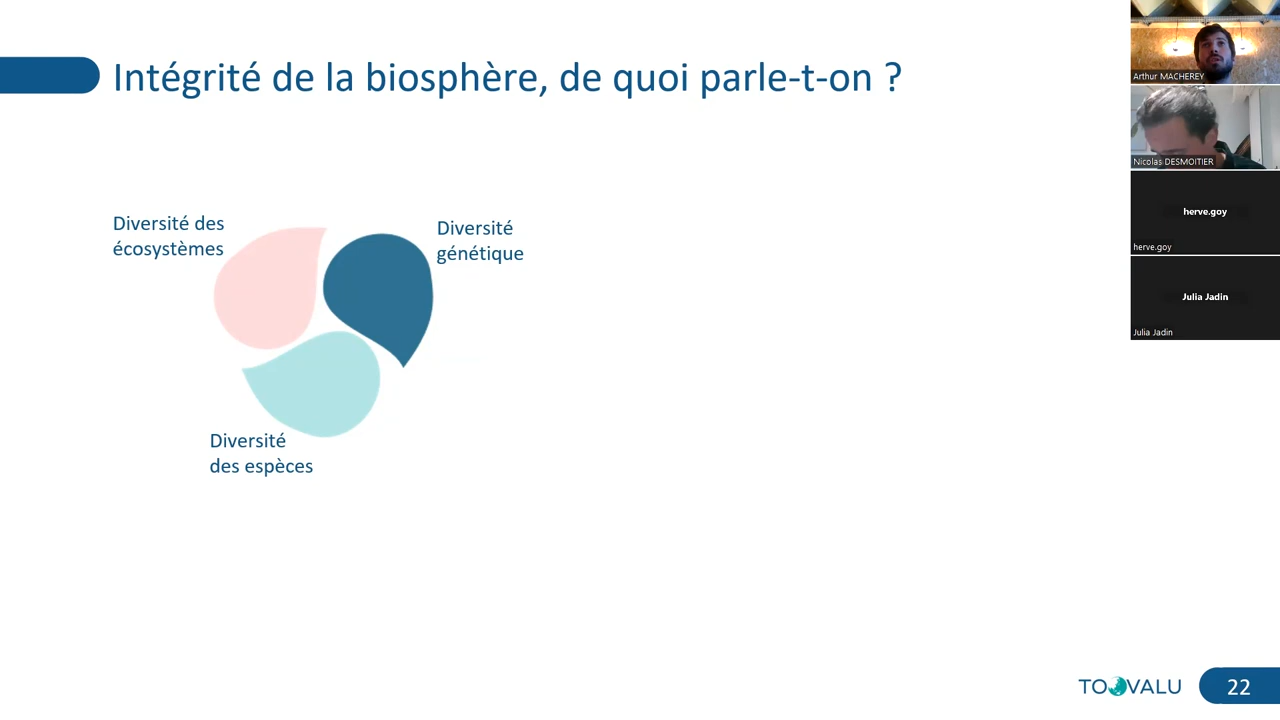 Intégrité de la biosphère, de quoi parle-t-on ?
Diversité des
écosystèmes
Diversité
génétique
Diversité
des espèces
Arthur MACHEREY
Nicolas DESMOITIER
herve.goy
herve.goy
Julia Jadin
Julia Jadin
TOOVALU
22